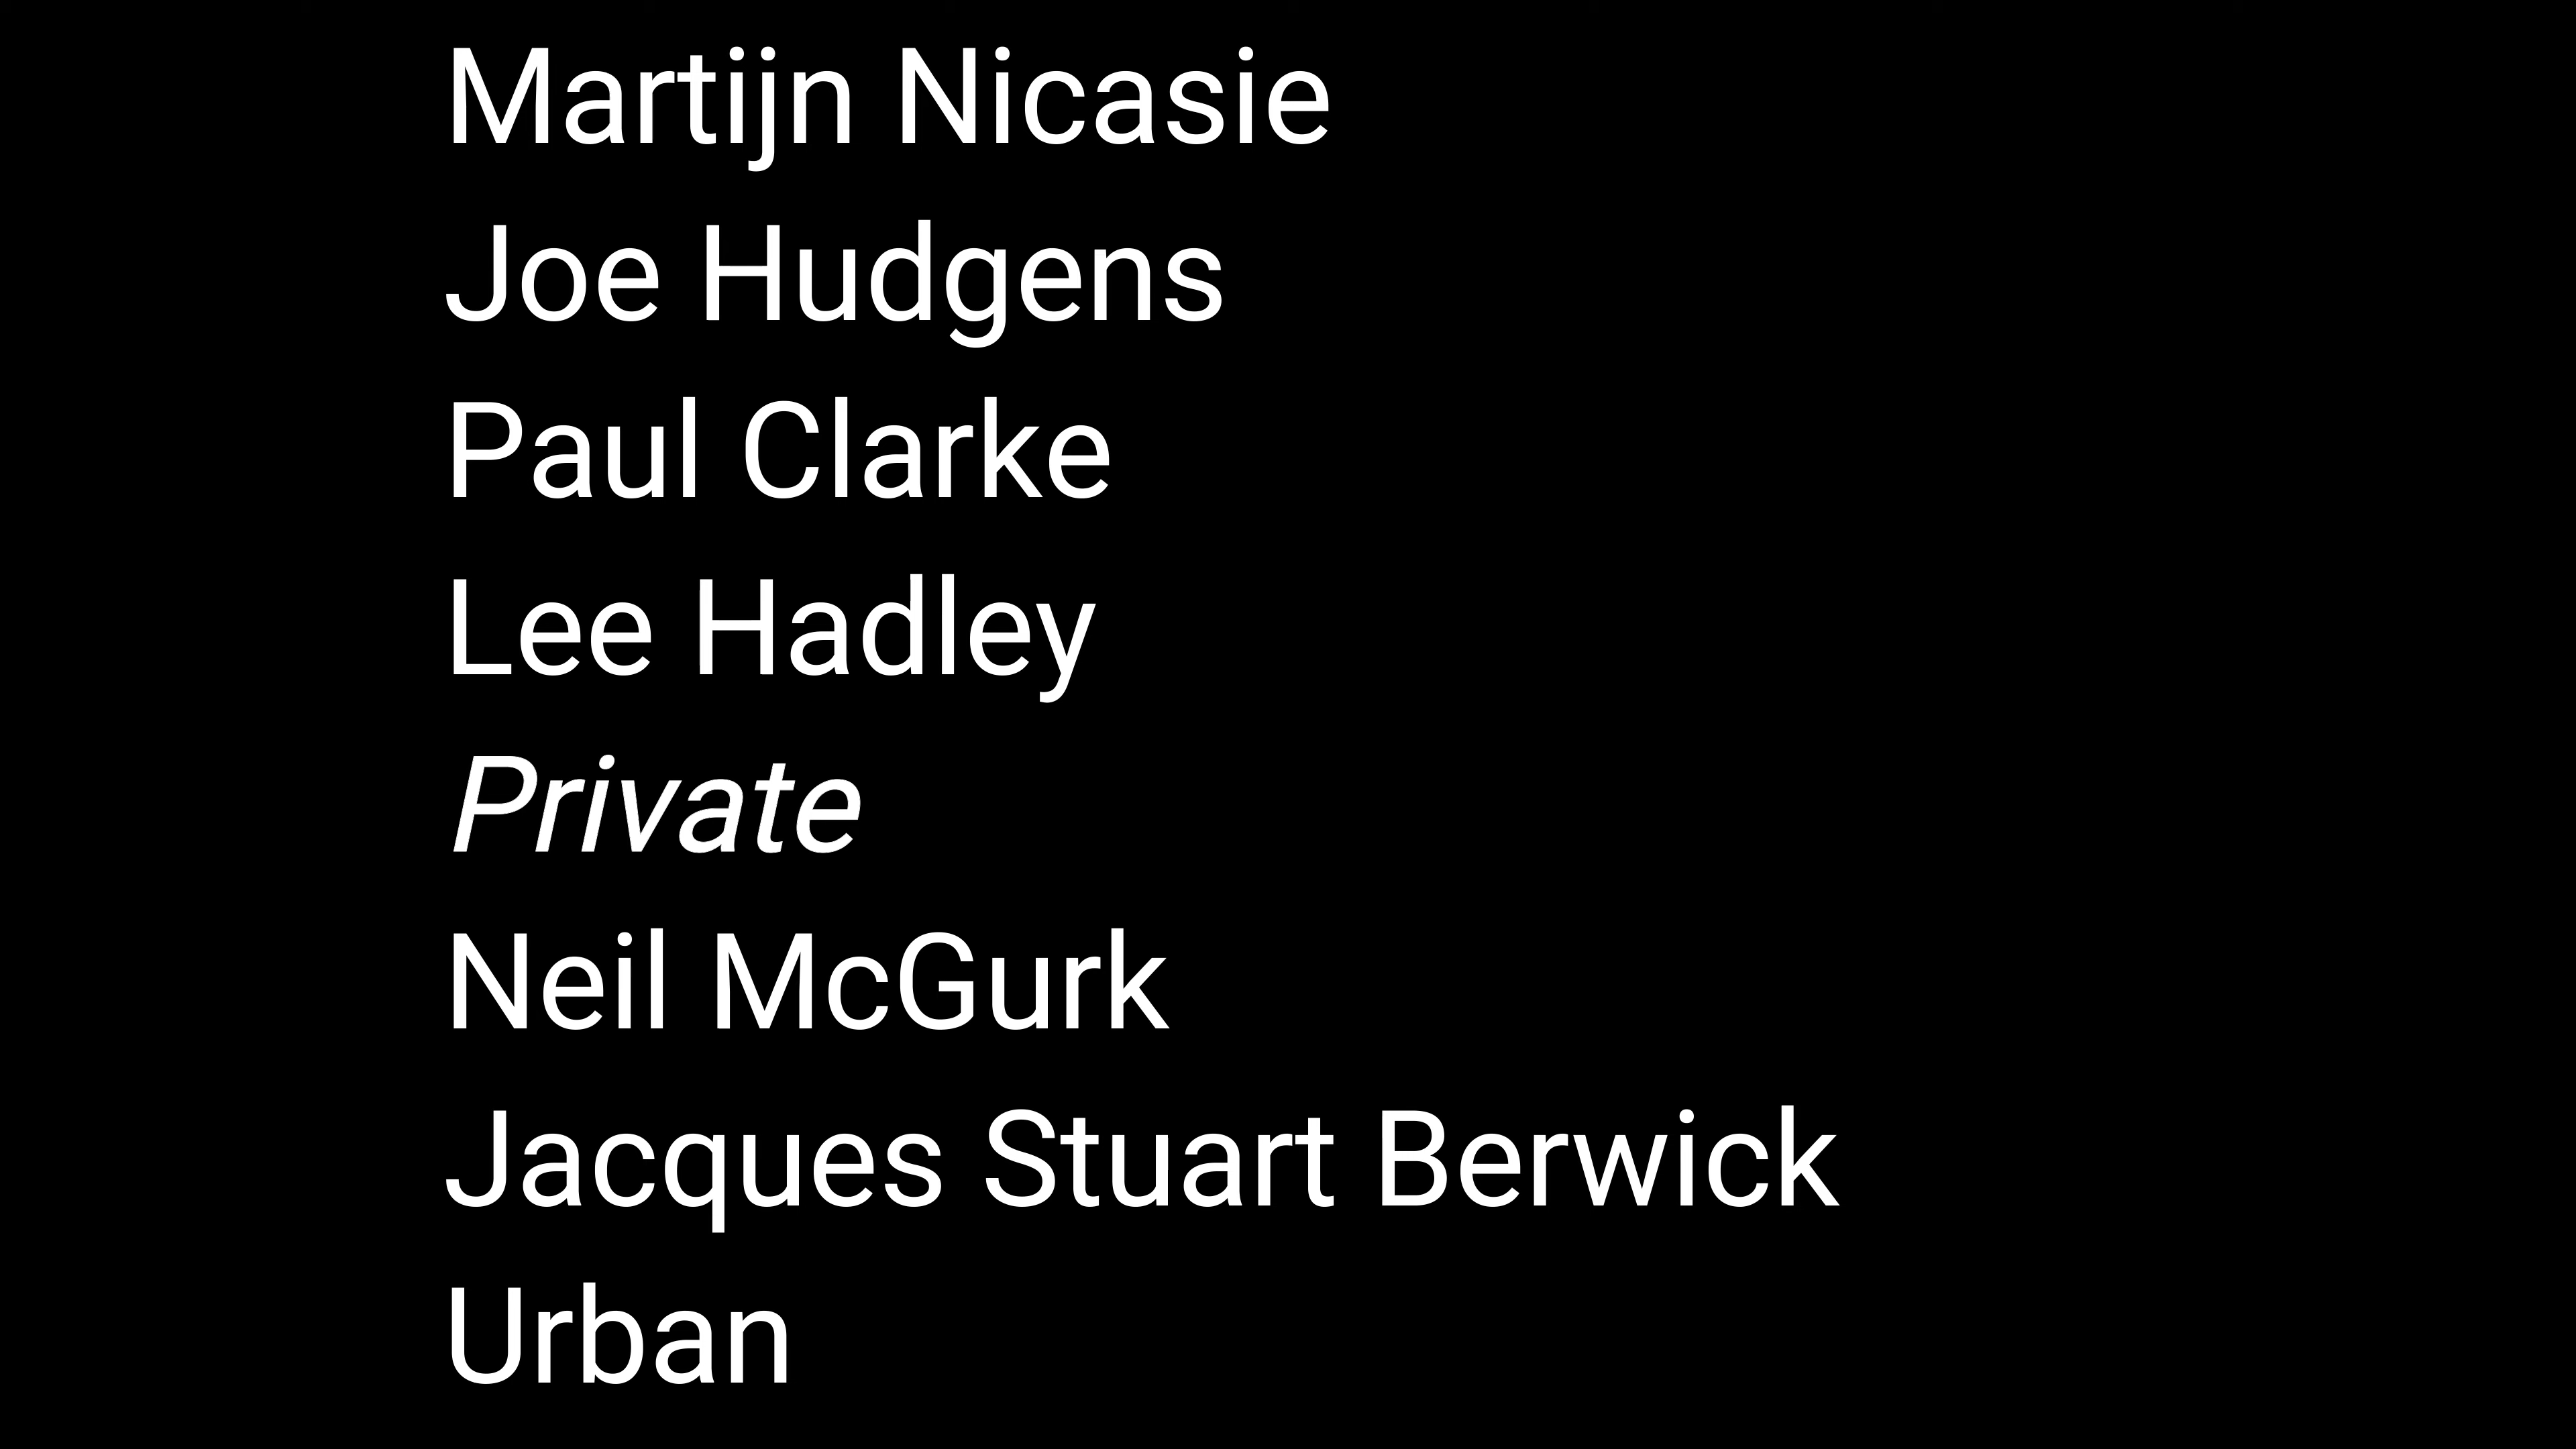 Martijn Nicasie
Joe Hudgens
Paul Clarke
Lee Hadley
Private
Neil McGurk
Jacques Stuart Berwick
Urban